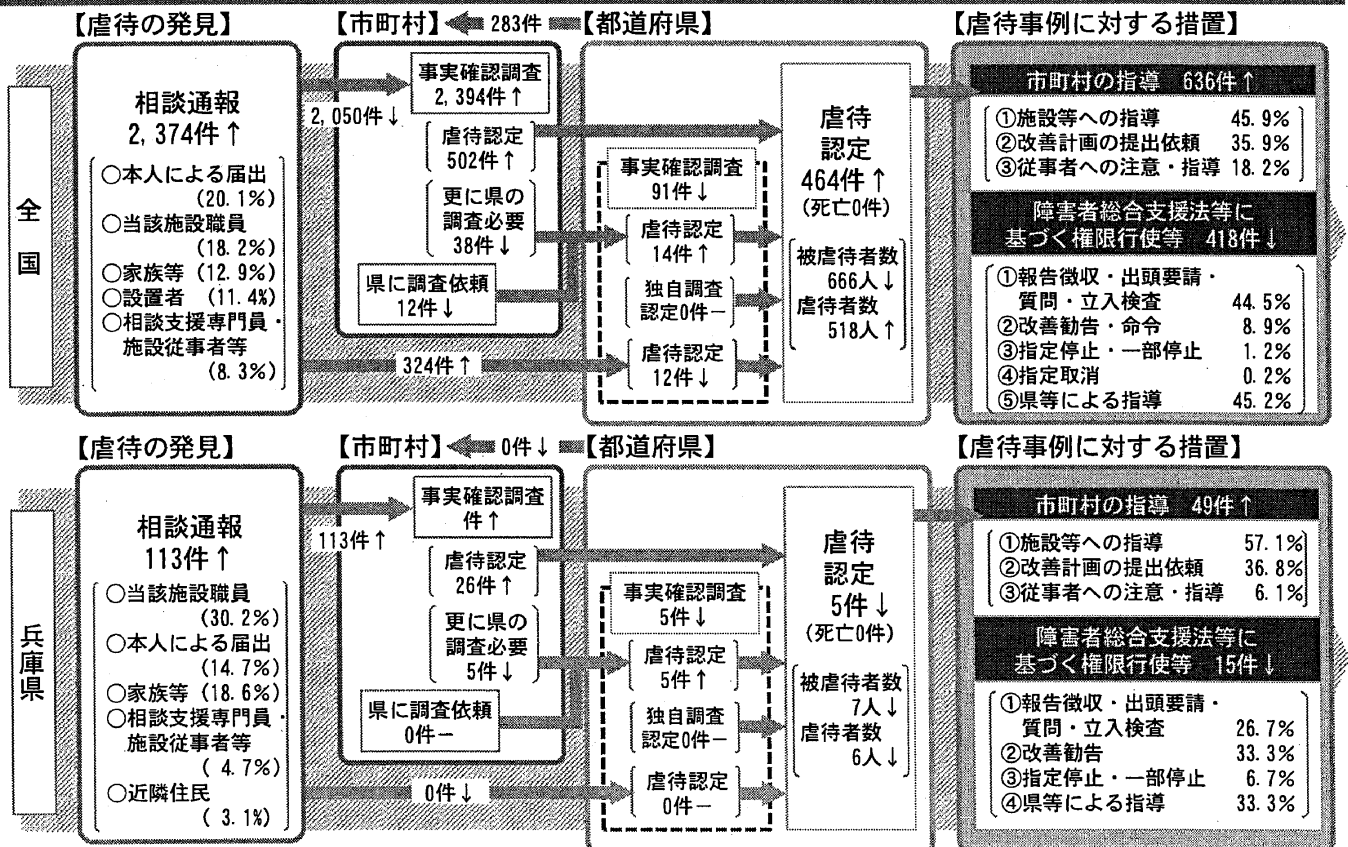 【虐待の発見】
【市町村】
283件
【都道府県】
【虐待事例に対する措置】
全国
相談通報
2,374件↑
○本人による届出
(20.1%)
○当該施設職員
(18.2%)
○家族等 (12.9%)
○設置者 (11.4%)
○相談支援専門員・
施設従事者等
(8.3%)
2,050件↓
324件↑
事実確認調査
2,394件↑
虐待認定
502件↑
更に県の
調査必要
38件↓
県に調査依頼
12件↓
事実確認調査
91件↓
虐待認定
14件↑
独自調査
認定0件−
虐待認定
12件↓
虐待
認定
464件↑
(死亡0件)
被虐待者数
666人↓
虐待者数
518人↑
市町村の指導 636件↑
①施設等への指導 45.9%
②改善計画の提出依頼 35.9%
③従事者への注意・指導 18.2%
障害者総合支援法等に
基づく権限行使等 418件↓
①報告徴収・出頭要請・
質問・立入検査 44.5%
②改善勧告・命令 8.9%
③指定停止・一部停止 1.2%
④指定取消 0.2%
⑤県等による指導 45.2%
【虐待の発見】
【市町村】
0件↓
【都道府県】
【虐待事例に対する措置】
兵庫県
相談通報
113件↑
○当該施設職員
(30.2%)
○本人による届出
(14.7%)
○家族等 (18.6%)
○相談支援専門員・
施設従事者等
( 4.7%)
○近隣住民
( 3.1%)
113件↑
0件↓
事実確認調査
件↑
虐待認定
26件↑
更に県の
調査必要
5件↓
県に調査依頼
0件−
事実確認調査
5件↓
虐待認定
5件↑
独自調査
認定0件−
虐待認定
0件−
虐待
認定
5件↓
(死亡0件)
被虐待者数
7人↓
虐待者数
6人↓
市町村の指導 49件↑
①施設等への指導 57.1%
②改善計画の提出依頼 36.8%
③従事者への注意・指導 6.1%
障害者総合支援法等に
基づく権限行使等 15件↓
①報告徴収・出頭要請・
質問・立入検査 26.7%
②改善勧告 33.3%
③指定停止・一部停止 6.7%
④県等による指導 33.3%